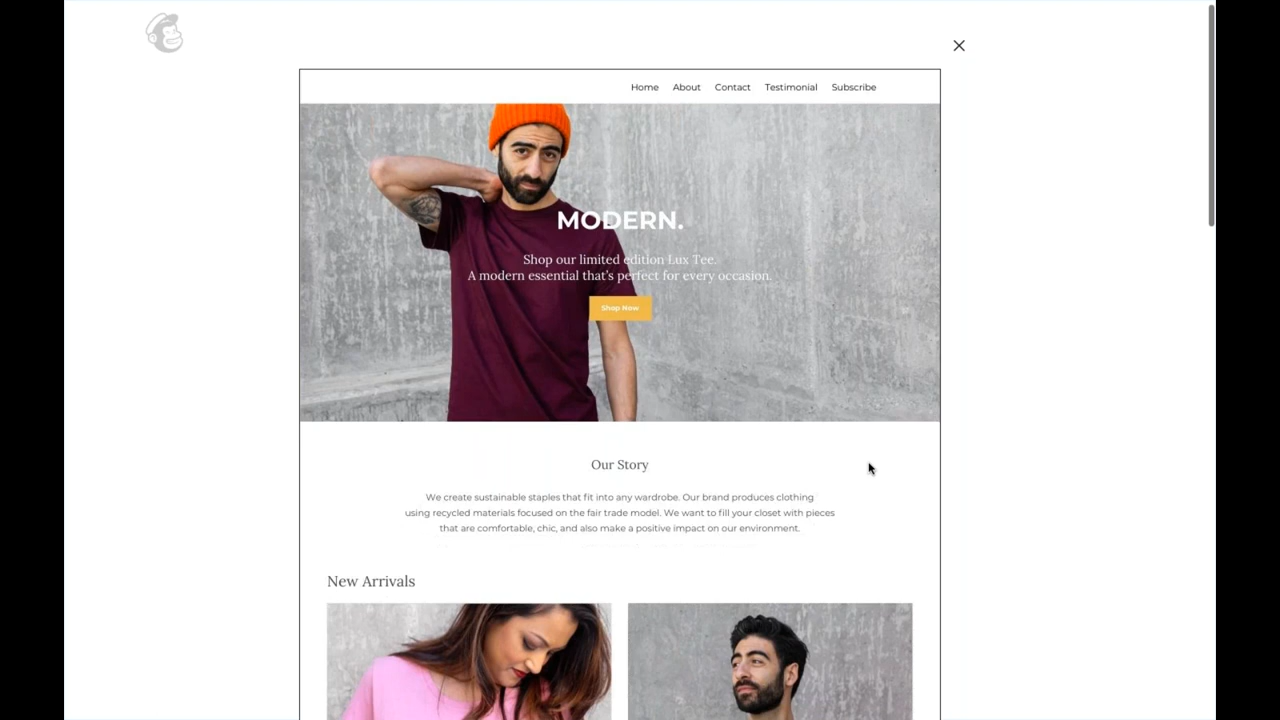 Home About Contact Testimonial Subscribe
MODERN.
Shop our limited edition Lux Tee.
A modern essential that's perfect for every occasion.
Shop Now
Our Story
We create sustainable staples that fit into any wardrobe. Our brand produces clothing
using recycled materials focused on the fair trade model. We want to fill your closet with pieces
that are comfortable, chic, and also make a positive impact on our environment.
New Arrivals